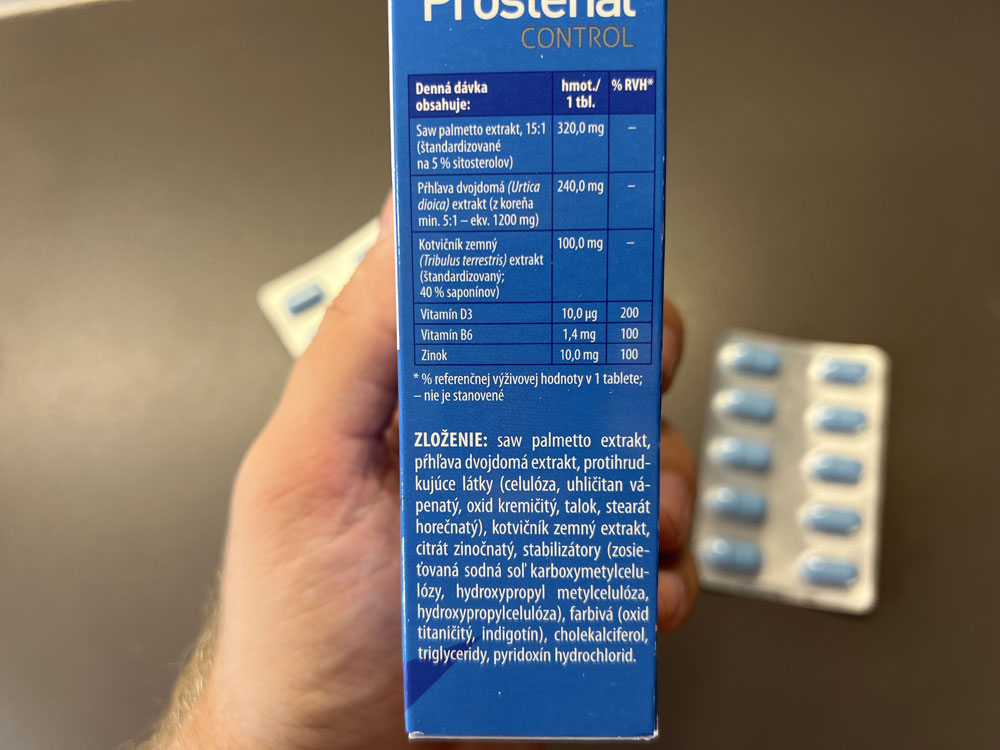 Prostenal
CONTROL
Denná dávka obsahuje: hmot./ 1 tbl. % RVH*
Saw palmetto extrakt, 15:1 320,0 mg –
(štandardizované
na 5 % sitosterolov)
Pŕhľava dvojdomá (Urtica 240,0 mg –
dioica) extrakt (z koreňa
min. 5:1 – ekv. 1200 mg)
Kotvičník zemný 100,0 mg –
(Tribulus terrestris) extrakt
(štandardizovaný;
40 % saponínov)
Vitamín D3 10,0 µg 200
Vitamín B6 1,4 mg 100
Zinok 10,0 mg 100
* % referenčnej výživovej hodnoty v 1 tablete;
– nie je stanovené
ZLOŽENIE: saw palmetto extrakt,
pŕhľava dvojdomá extrakt, protihrud-
kujúce látky (celulóza, uhličitan vá-
penatý, oxid kremičitý, talok, stearát
horečnatý), kotvičník zemný extrakt,
citrát zinočnatý, stabilizátory (zosie-
ťovaná sodná soľ karboxymetylcelu-
lózy, hydroxypropyl metylcelulóza,
hydroxypropylcelulóza), farbivá (oxid
titaničitý, indigotín), cholekalciferol,
triglyceridy, pyridoxín hydrochlorid.